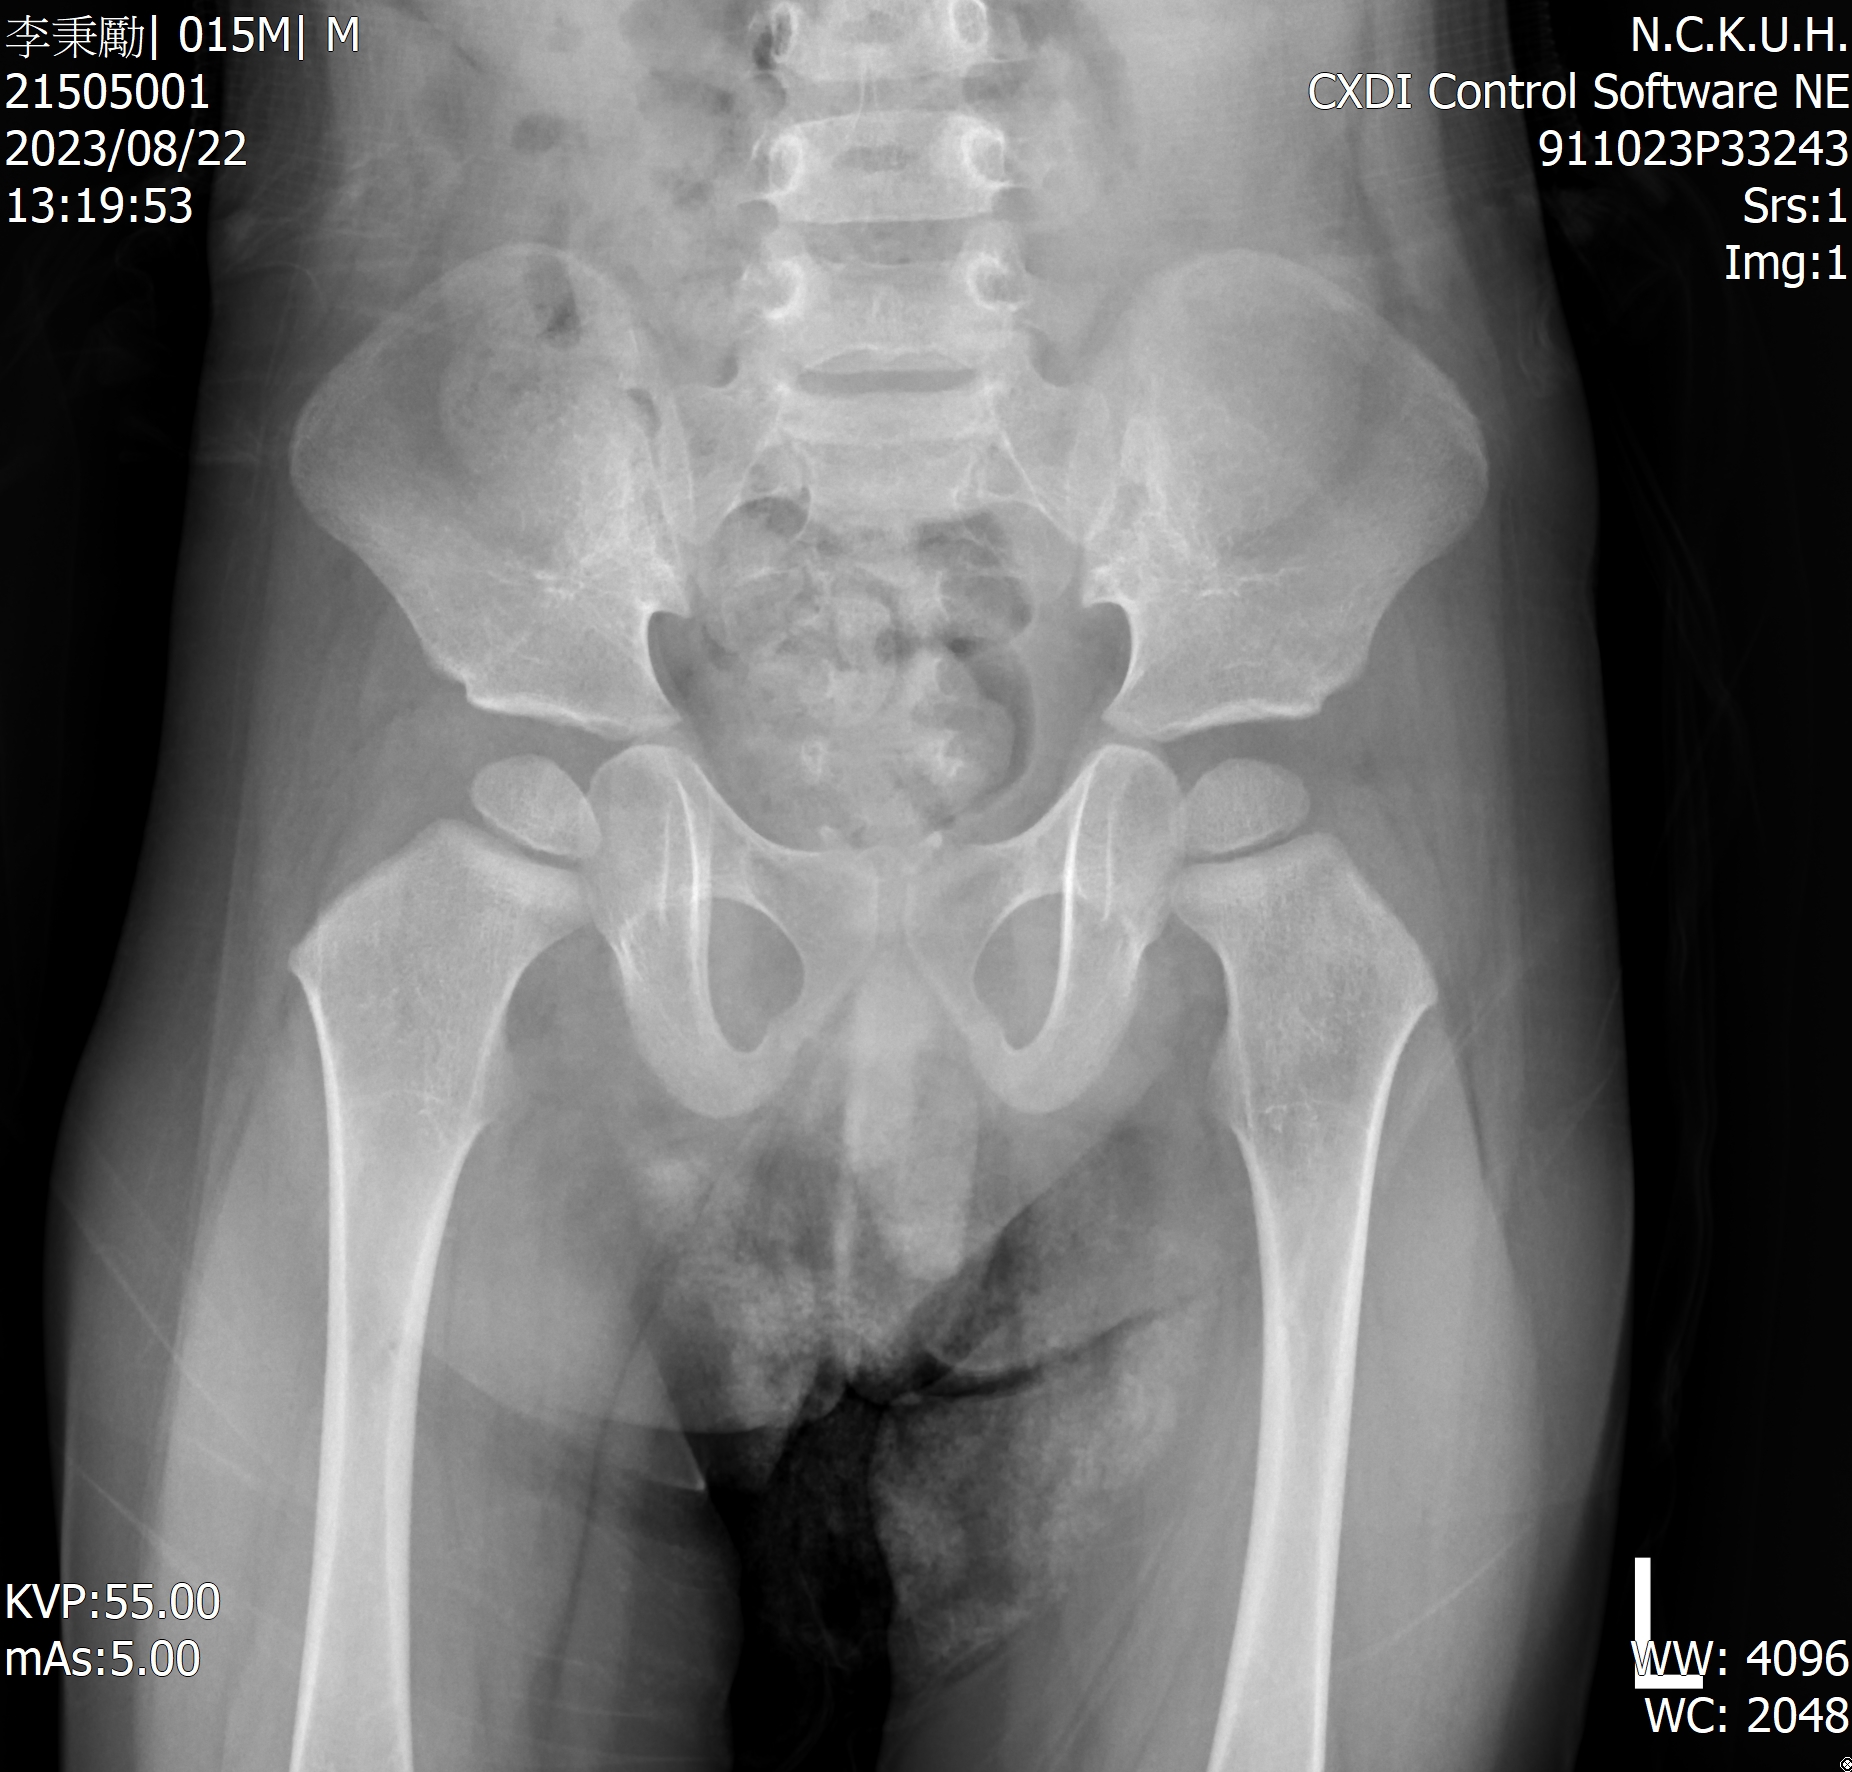 李秉勵| 015M| M
21505001
2023/08/22
13:19:53
N.C.K.U.H.
CXDI Control Software NE
911023P33243
Srs:1
Img:1
KVP:55.00
mAs:5.00
L
WW: 4096
WC: 2048